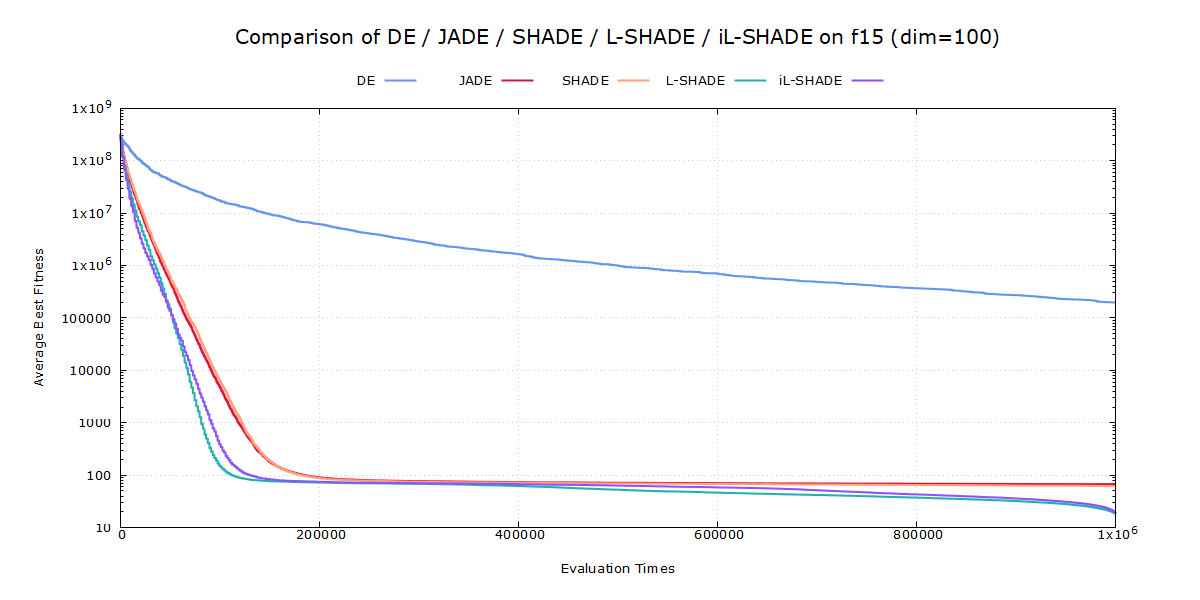 Comparison of DE / JADE / SHADE / L-SHADE / iL-SHADE on f15 (dim=100)
DE JADE SHADE L-SHADE iL-SHADE
1x10^9
1x10^8
1x10^7
1x10^6
100000
10000
1000
100
10
Average Best Fitness
0 200000 400000 600000 800000 1x10^6
Evaluation Times